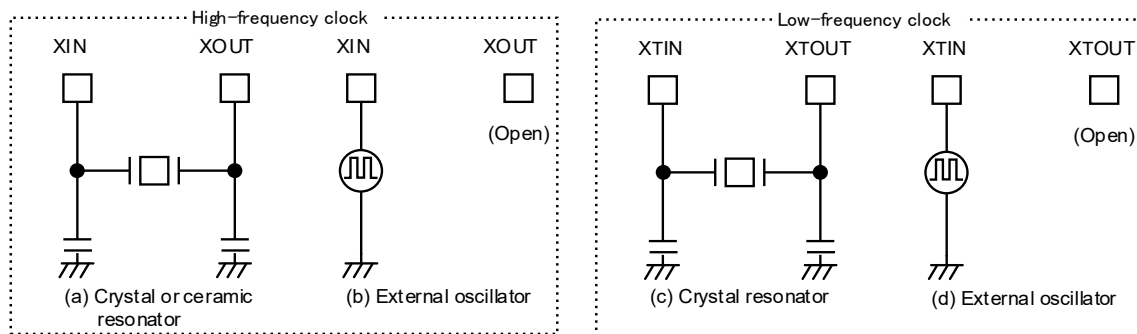 High-frequency clock
XIN XOUT XIN XOUT
(Open)
(a) Crystal or ceramic
resonator
(b) External oscillator
Low-frequency clock
XTIN XTOUT XTIN XTOUT
(Open)
(c) Crystal resonator
(d) External oscillator